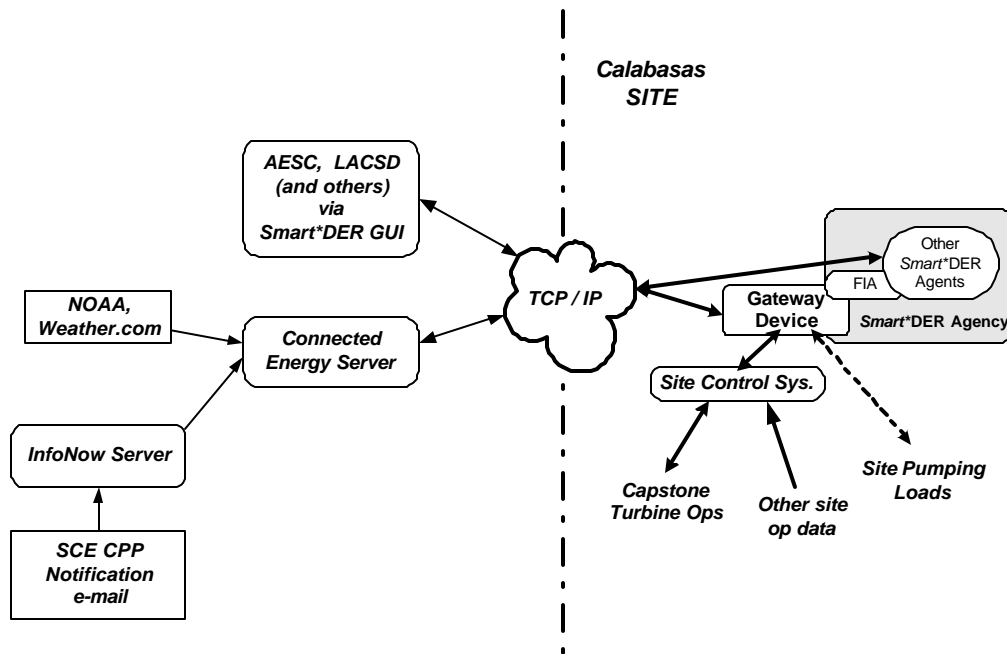 Calabasas
SITE
AESC, LACSD
(and others)
via
Smart*DER GUI
NOAA,
Weather.com
Connected
Energy Server
InfoNow Server
SCE CPP
Notification
e-mail
TCP / IP
Other
Smart*DER
Agents
FIA
Gateway
Device
Smart*DER Agency
Site Control Sys.
Capstone
Turbine Ops
Other site
op data
Site Pumping
Loads